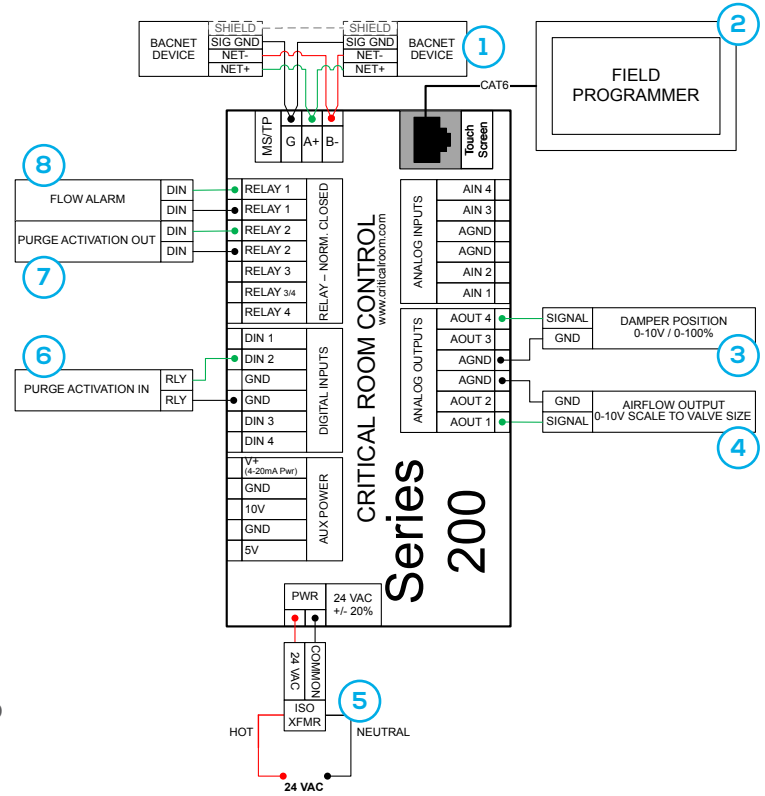 SHIELD
SIG GND
NET-
NET+
BACNET
DEVICE
SHIELD
SIG GND
NET-
NET+
BACNET
DEVICE
1
2
FIELD
PROGRAMMER
CAT6
MS/TP
G
A+
B-
Touch
Screen
8
FLOW ALARM
DIN
DIN
PURGE ACTIVATION OUT
DIN
DIN
7
RELAY 1
RELAY 1
RELAY 2
RELAY 2
RELAY 3
RELAY 3/4
RELAY 4
RELAY – NORM. CLOSED
6
PURGE ACTIVATION IN
RLY
RLY
DIN 1
DIN 2
GND
GND
DIN 3
DIN 4
DIGITAL INPUTS
V+
(4-20mA Pwr)
GND
10V
GND
5V
AUX POWER
CRITICAL ROOM CONTROL
www.criticalroom.com
Series
200
ANALOG INPUTS
AIN 4
AIN 3
AGND
AGND
AIN 2
AIN 1
ANALOG OUTPUTS
AOUT 4
AOUT 3
AGND
AGND
AOUT 2
AOUT 1
SIGNAL
GND
DAMPER POSITION
0-10V / 0-100%
3
GND
SIGNAL
AIRFLOW OUTPUT
0-10V SCALE TO VALVE SIZE
4
PWR
24 VAC
+/- 20%
24 VAC
COMMON
ISO
XFMR
5
HOT
NEUTRAL
24 VAC